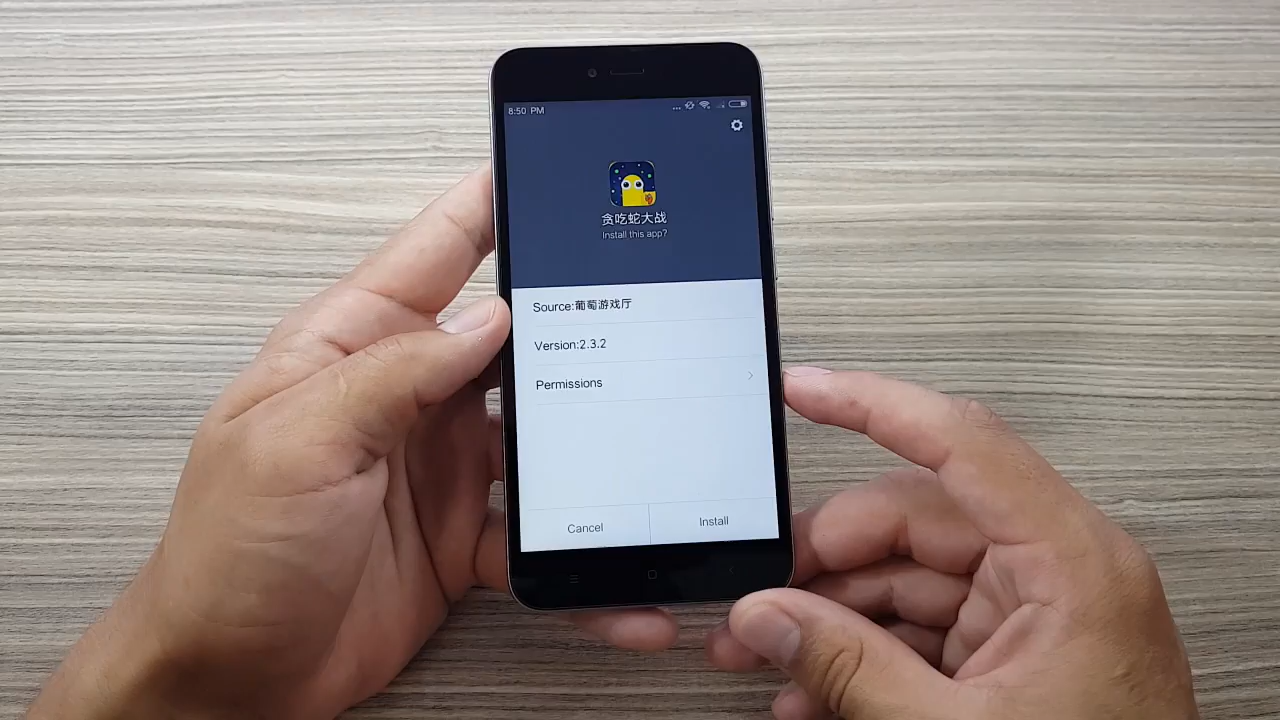 8:50 PM
贪吃蛇大战
Install this app?
Source:葡萄游戏厅
Version:2.3.2
Permissions
Cancel
Install